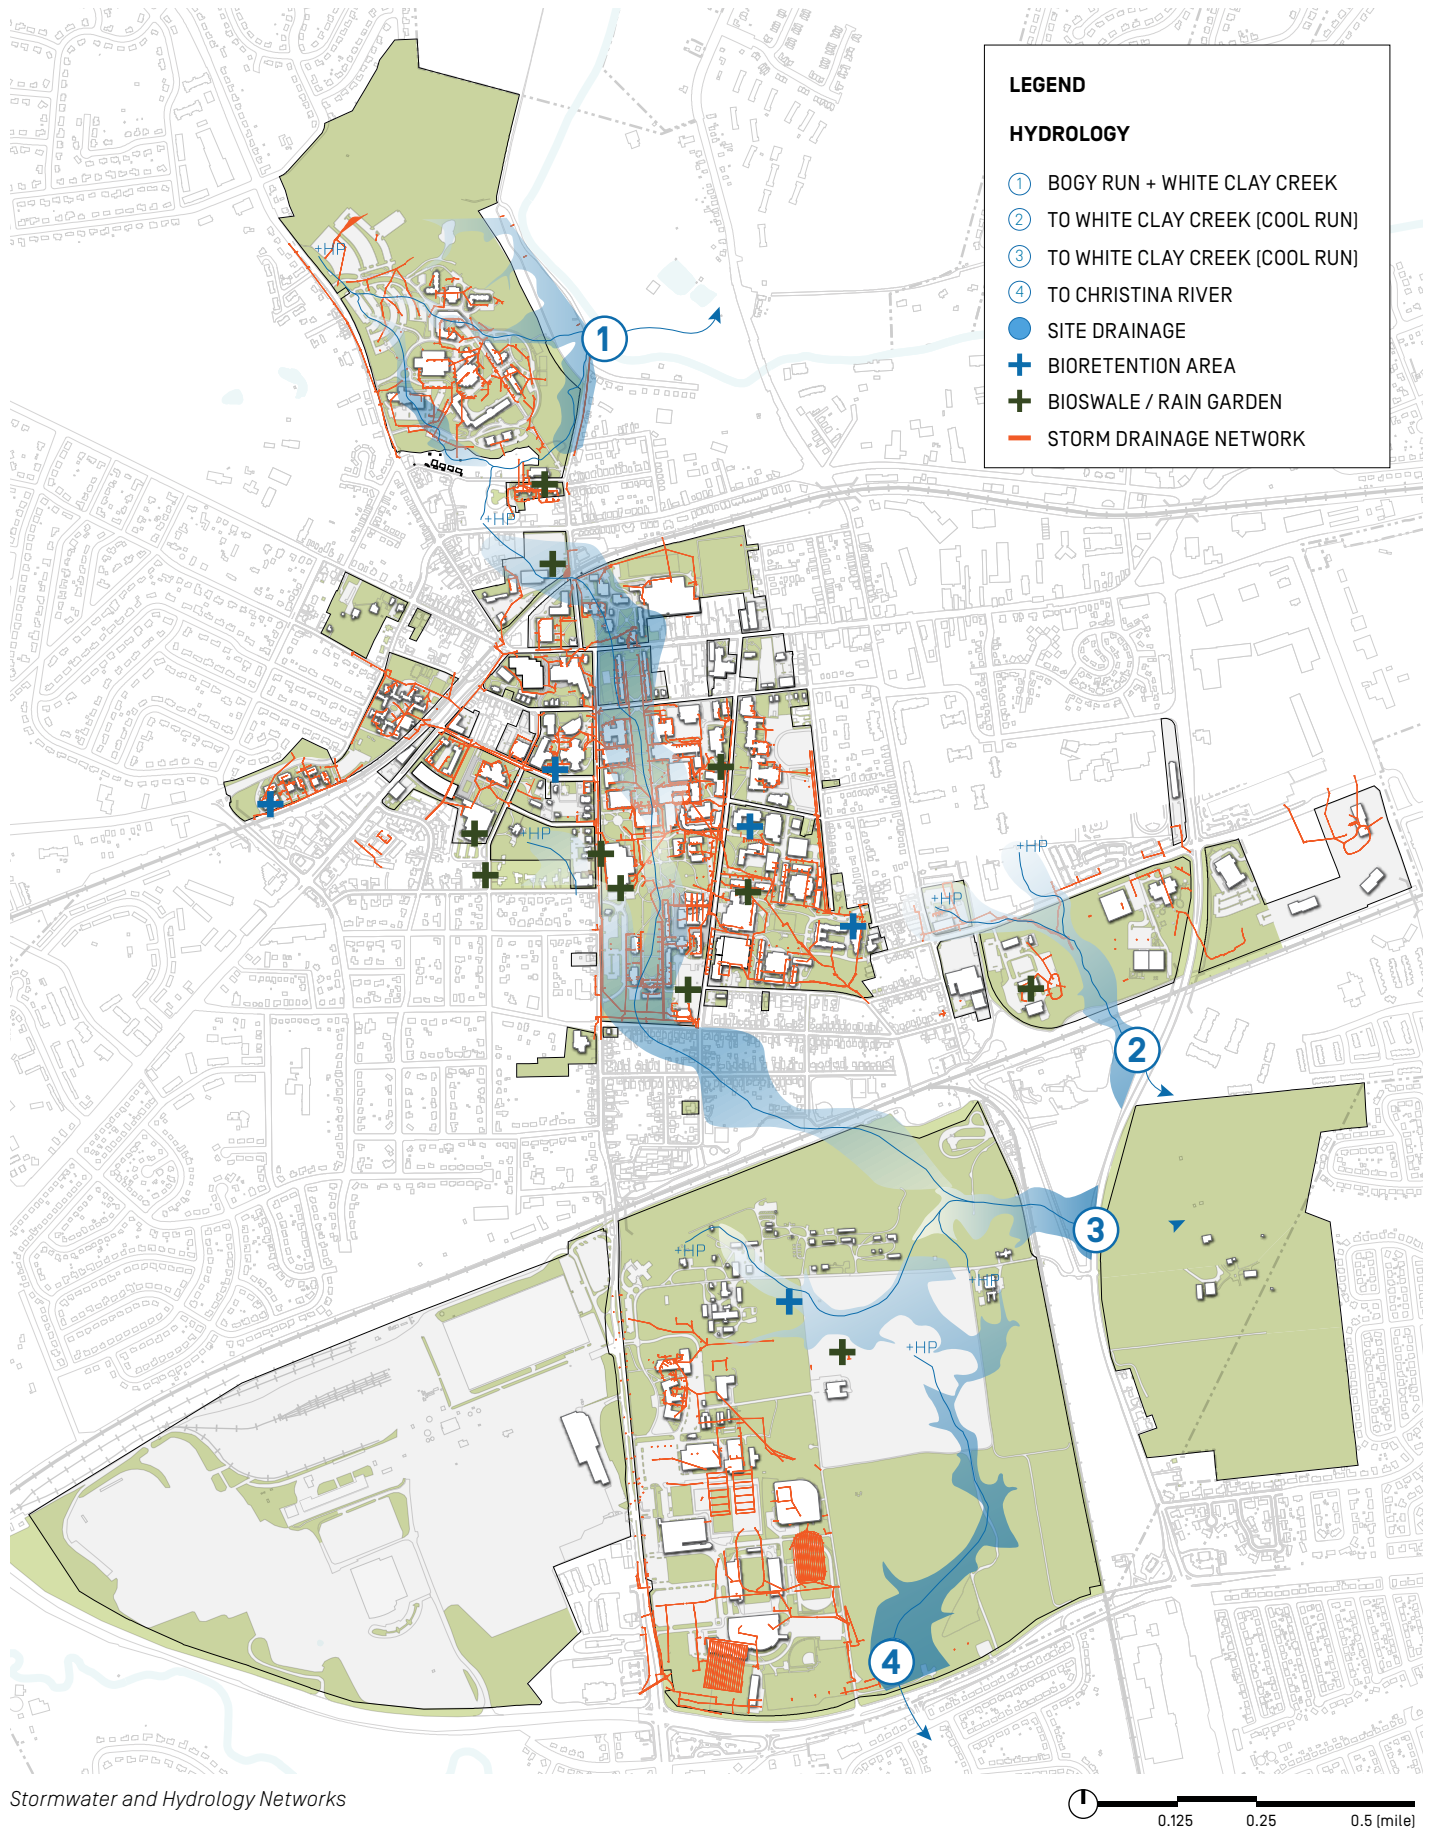 LEGEND
HYDROLOGY
1 BOGY RUN + WHITE CLAY CREEK
2 TO WHITE CLAY CREEK (COOL RUN)
3 TO WHITE CLAY CREEK (COOL RUN)
4 TO CHRISTINA RIVER
SITE DRAINAGE
BIORETENTION AREA
BIOSWALE / RAIN GARDEN
STORM DRAINAGE NETWORK
+HP
1
+HP
+HP
+HP
+HP
2
3
+HP
+HP
+HP
4
Stormwater and Hydrology Networks
0.125 0.25 0.5 (mile)